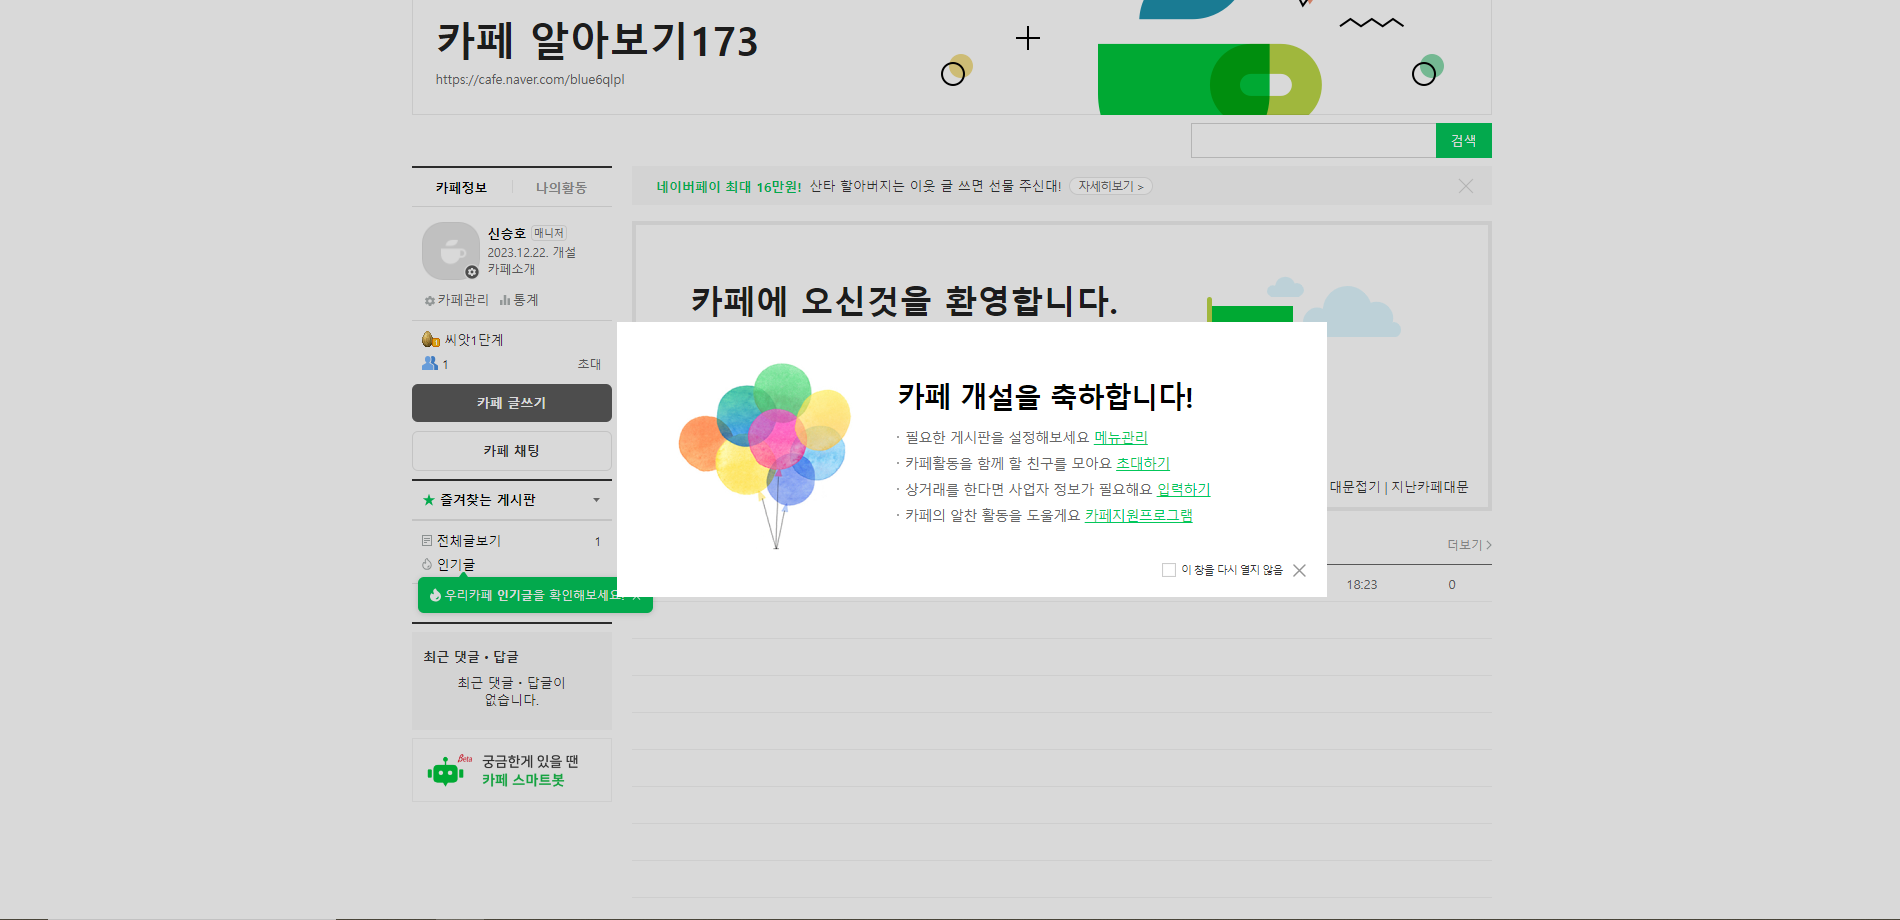 카페 알아보기173
https://cafe.naver.com/blue6qlpl
검색
카페정보
나의활동
네이버페이 최대 16만원! 산타 할아버지는 이웃 글 쓰면 선물 주신대! 자세히보기 >
신승호 매니저
2023.12.22. 개설
카페소개
카페관리 통계
씨앗1단계
1
초대
카페 글쓰기
카페 채팅
즐겨찾는 게시판
전체글보기 1
인기글
우리카페 인기글을 확인해보세요!
최근 댓글·답글
최근 댓글·답글이
없습니다.
Beta
궁금한게 있을 땐
카페 스마트봇
카페에 오신것을 환영합니다.
카페 개설을 축하합니다!
· 필요한 게시판을 설정해보세요 메뉴관리
· 카페활동을 함께 할 친구를 모아요 초대하기
· 상거래를 한다면 사업자 정보가 필요해요 입력하기
· 카페의 알찬 활동을 도울게요 카페지원프로그램
이 창을 다시 열지 않음
대문접기 | 지난카페대문
더보기 >
18:23 0